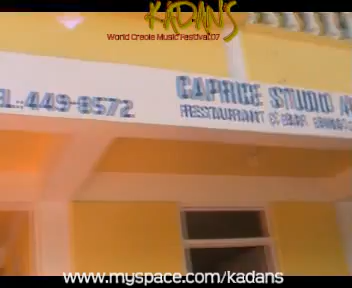 KADANS
World Creole Music Festival 07
CAPRICE STUDIO
EL.:449-8572
RESTAURANT & BAR
www.myspace.com/kadans